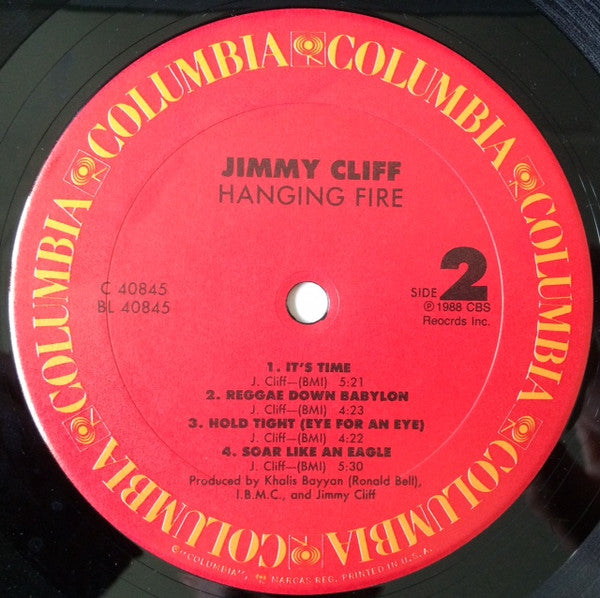 COLUMBIA
COLUMBIA
COLUMBIA
COLUMBIA
COLUMBIA
COLUMBIA
JIMMY CLIFF
HANGING FIRE
C 40845
BL 40845
SIDE 2
℗ 1988 CBS
Reocrds Inc.
1. IT'S TIME
J. Cliff—(BMI) 5:21
2. REGGAE DOWN BABYLON
J. Cliff—(BMI) 4:23
3. HOLD TIGHT (EYE FOR AN EYE)
J. Cliff—(BMI) 4:22
4. SOAR LIKE AN EAGLE
J. Cliff—(BMI) 5:30
Produced by Khalis Bayyan (Ronald Bell),
I.B.M.C., and Jimmy Cliff
"COLUMBIA", MARCAS REG. PRINTED IN U.S.A.